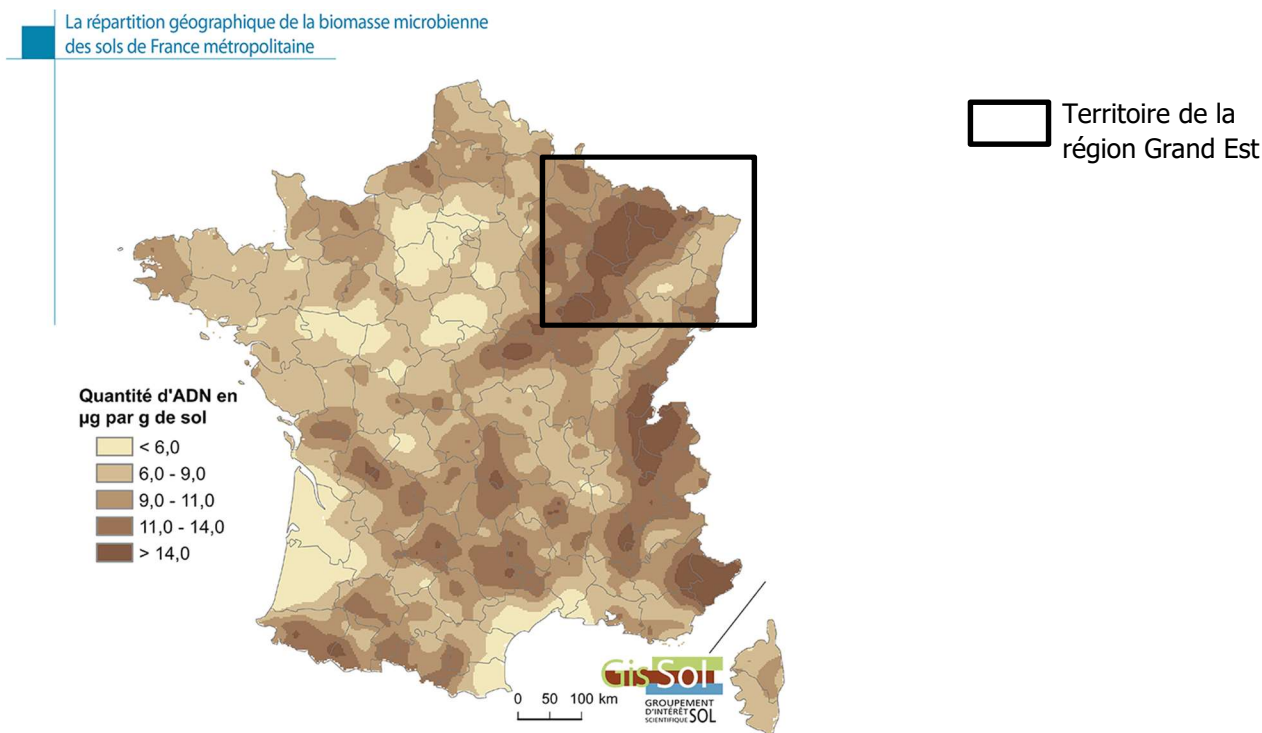 La répartition géographique de la biomasse microbienne
des sols de France métropolitaine
Territoire de la
région Grand Est
Quantité d'ADN en
µg par g de sol
< 6,0
6,0 - 9,0
9,0 - 11,0
11,0 - 14,0
> 14,0
0 50 100 km
GisSol
GROUPEMENT
D'INTÉRÊT
SCIENTIFIQUE SOL